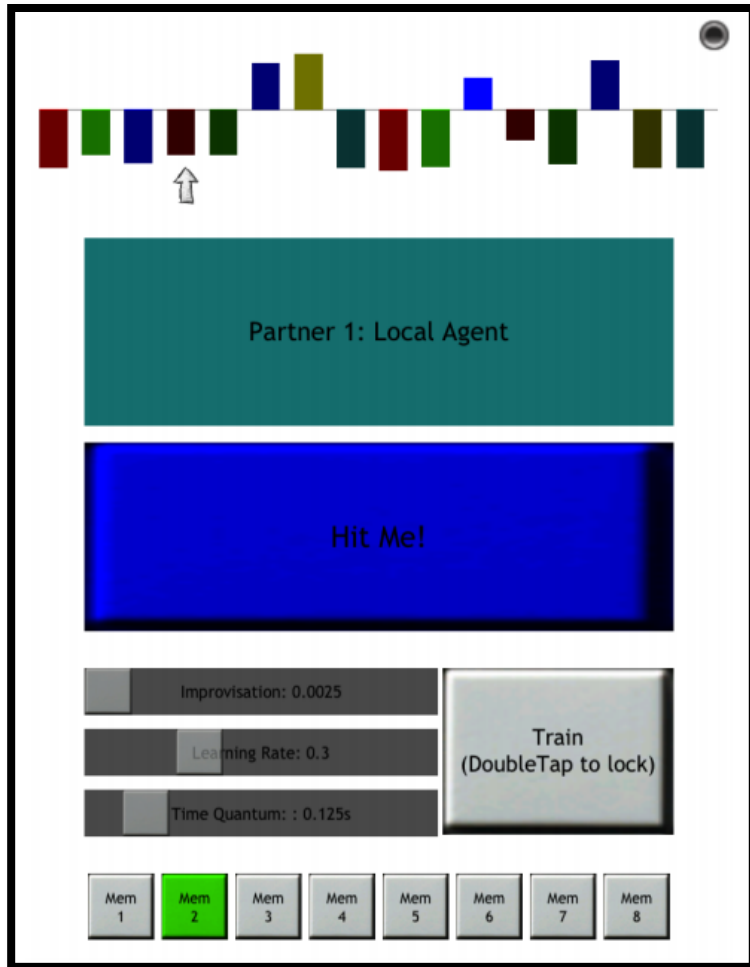 Partner 1: Local Agent
Hit Me!
Improvisation: 0.0025
Learning Rate: 0.3
Time Quantum: : 0.125s
Train
(DoubleTap to lock)
Mem
1
Mem
2
Mem
3
Mem
4
Mem
5
Mem
6
Mem
7
Mem
8